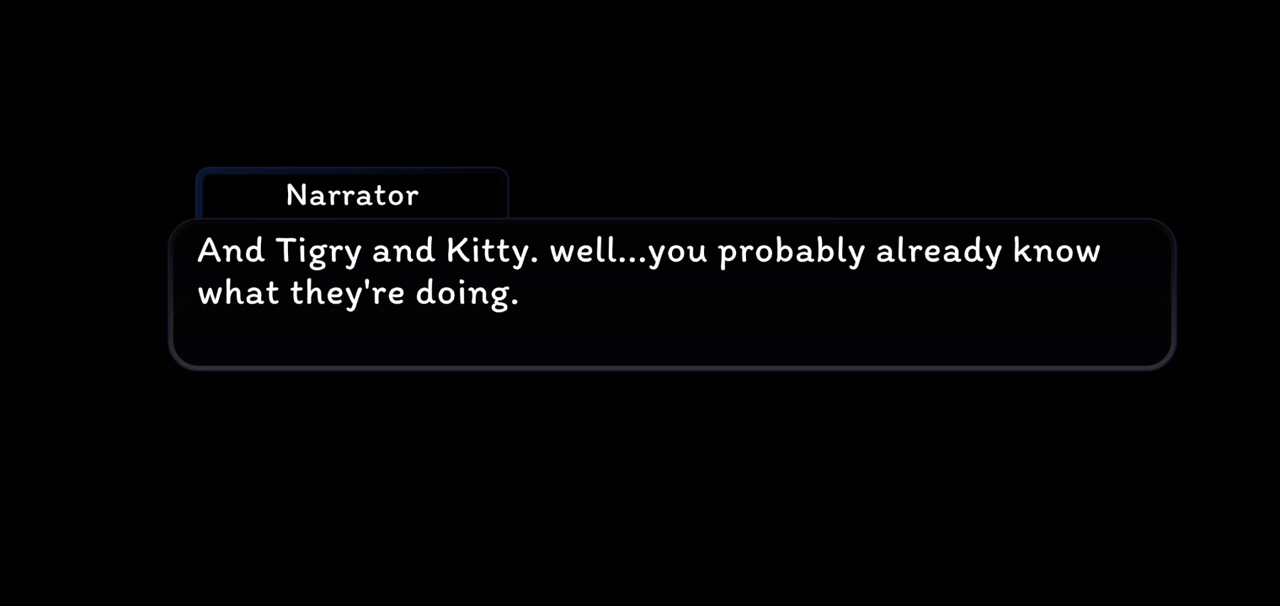 Narrator
And Tigry and Kitty. well...you probably already know
what they're doing.